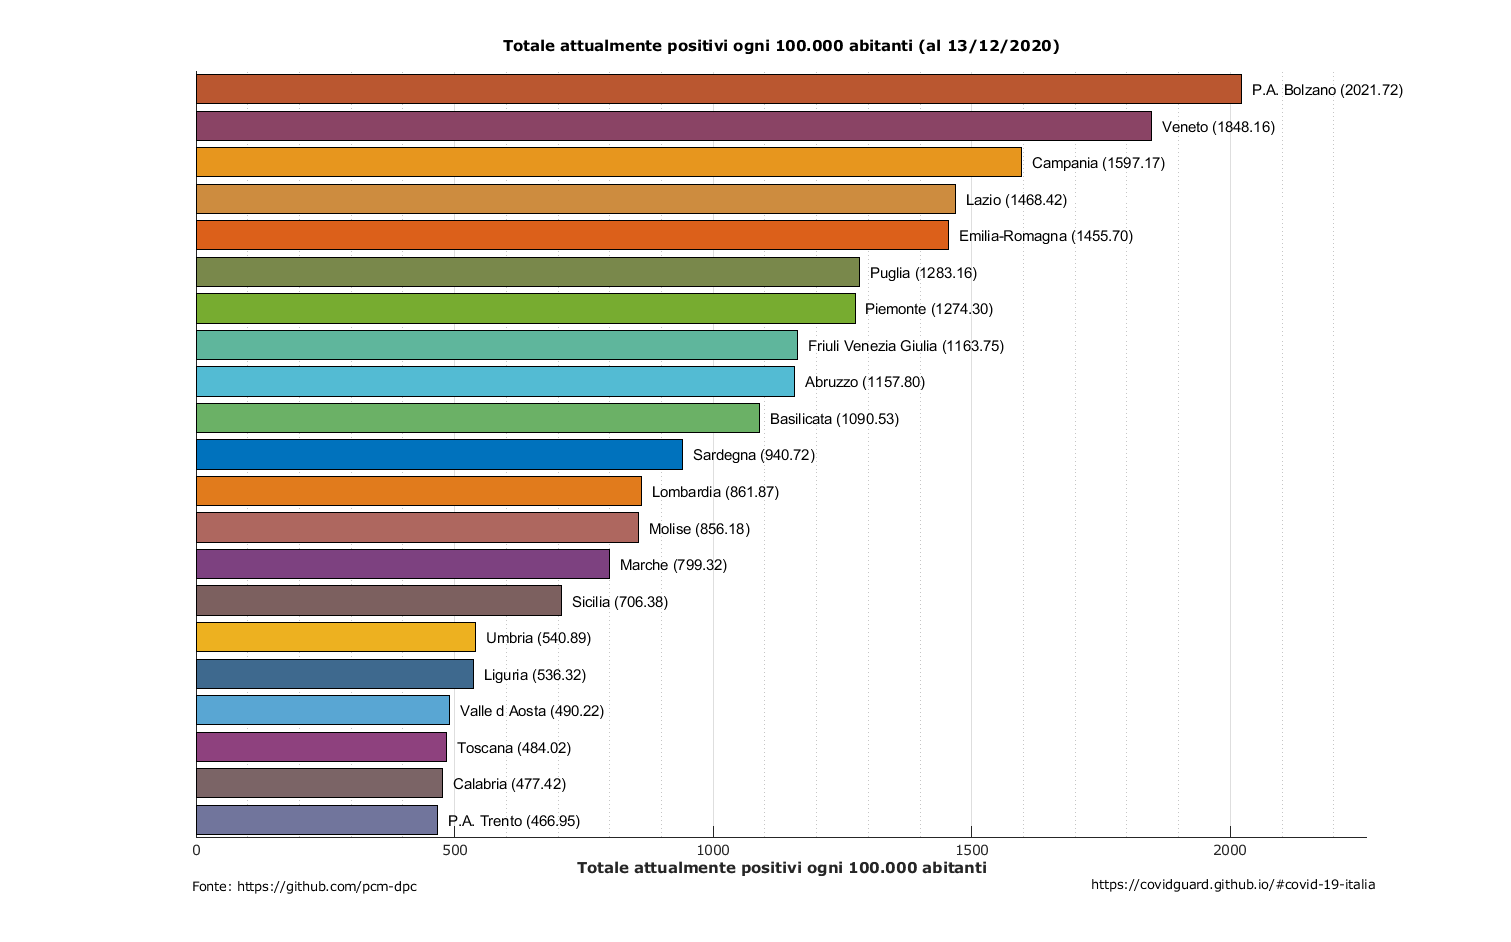 Totale attualmente positivi ogni 100.000 abitanti (al 13/12/2020)
P.A. Bolzano (2021.72)
Veneto (1848.16)
Campania (1597.17)
Lazio (1468.42)
Emilia-Romagna (1455.70)
Puglia (1283.16)
Piemonte (1274.30)
Friuli Venezia Giulia (1163.75)
Abruzzo (1157.80)
Basilicata (1090.53)
Sardegna (940.72)
Lombardia (861.87)
Molise (856.18)
Marche (799.32)
Sicilia (706.38)
Umbria (540.89)
Liguria (536.32)
Valle d Aosta (490.22)
Toscana (484.02)
Calabria (477.42)
P.A. Trento (466.95)
0 500 1000 1500 2000
Totale attualmente positivi ogni 100.000 abitanti
Fonte: https://github.com/pcm-dpc
https://covidguard.github.io/#covid-19-italia